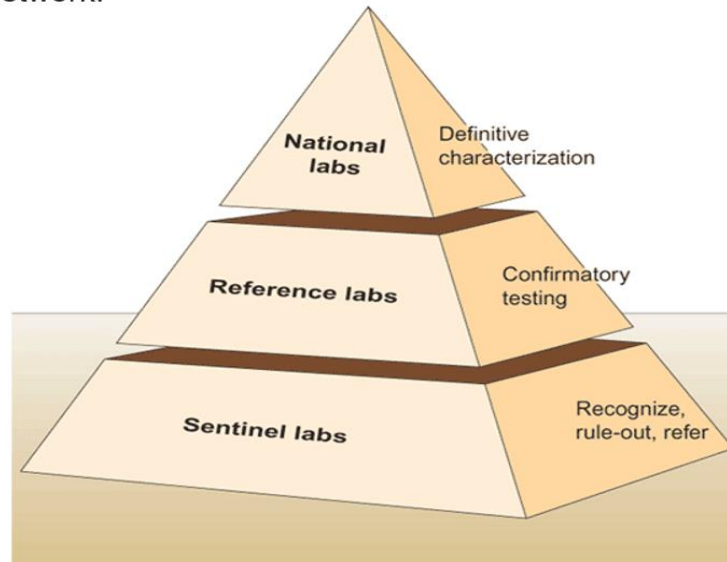 National
labs
Definitive
characterization
Reference labs
Confirmatory
testing
Sentinel labs
Recognize,
rule-out, refer